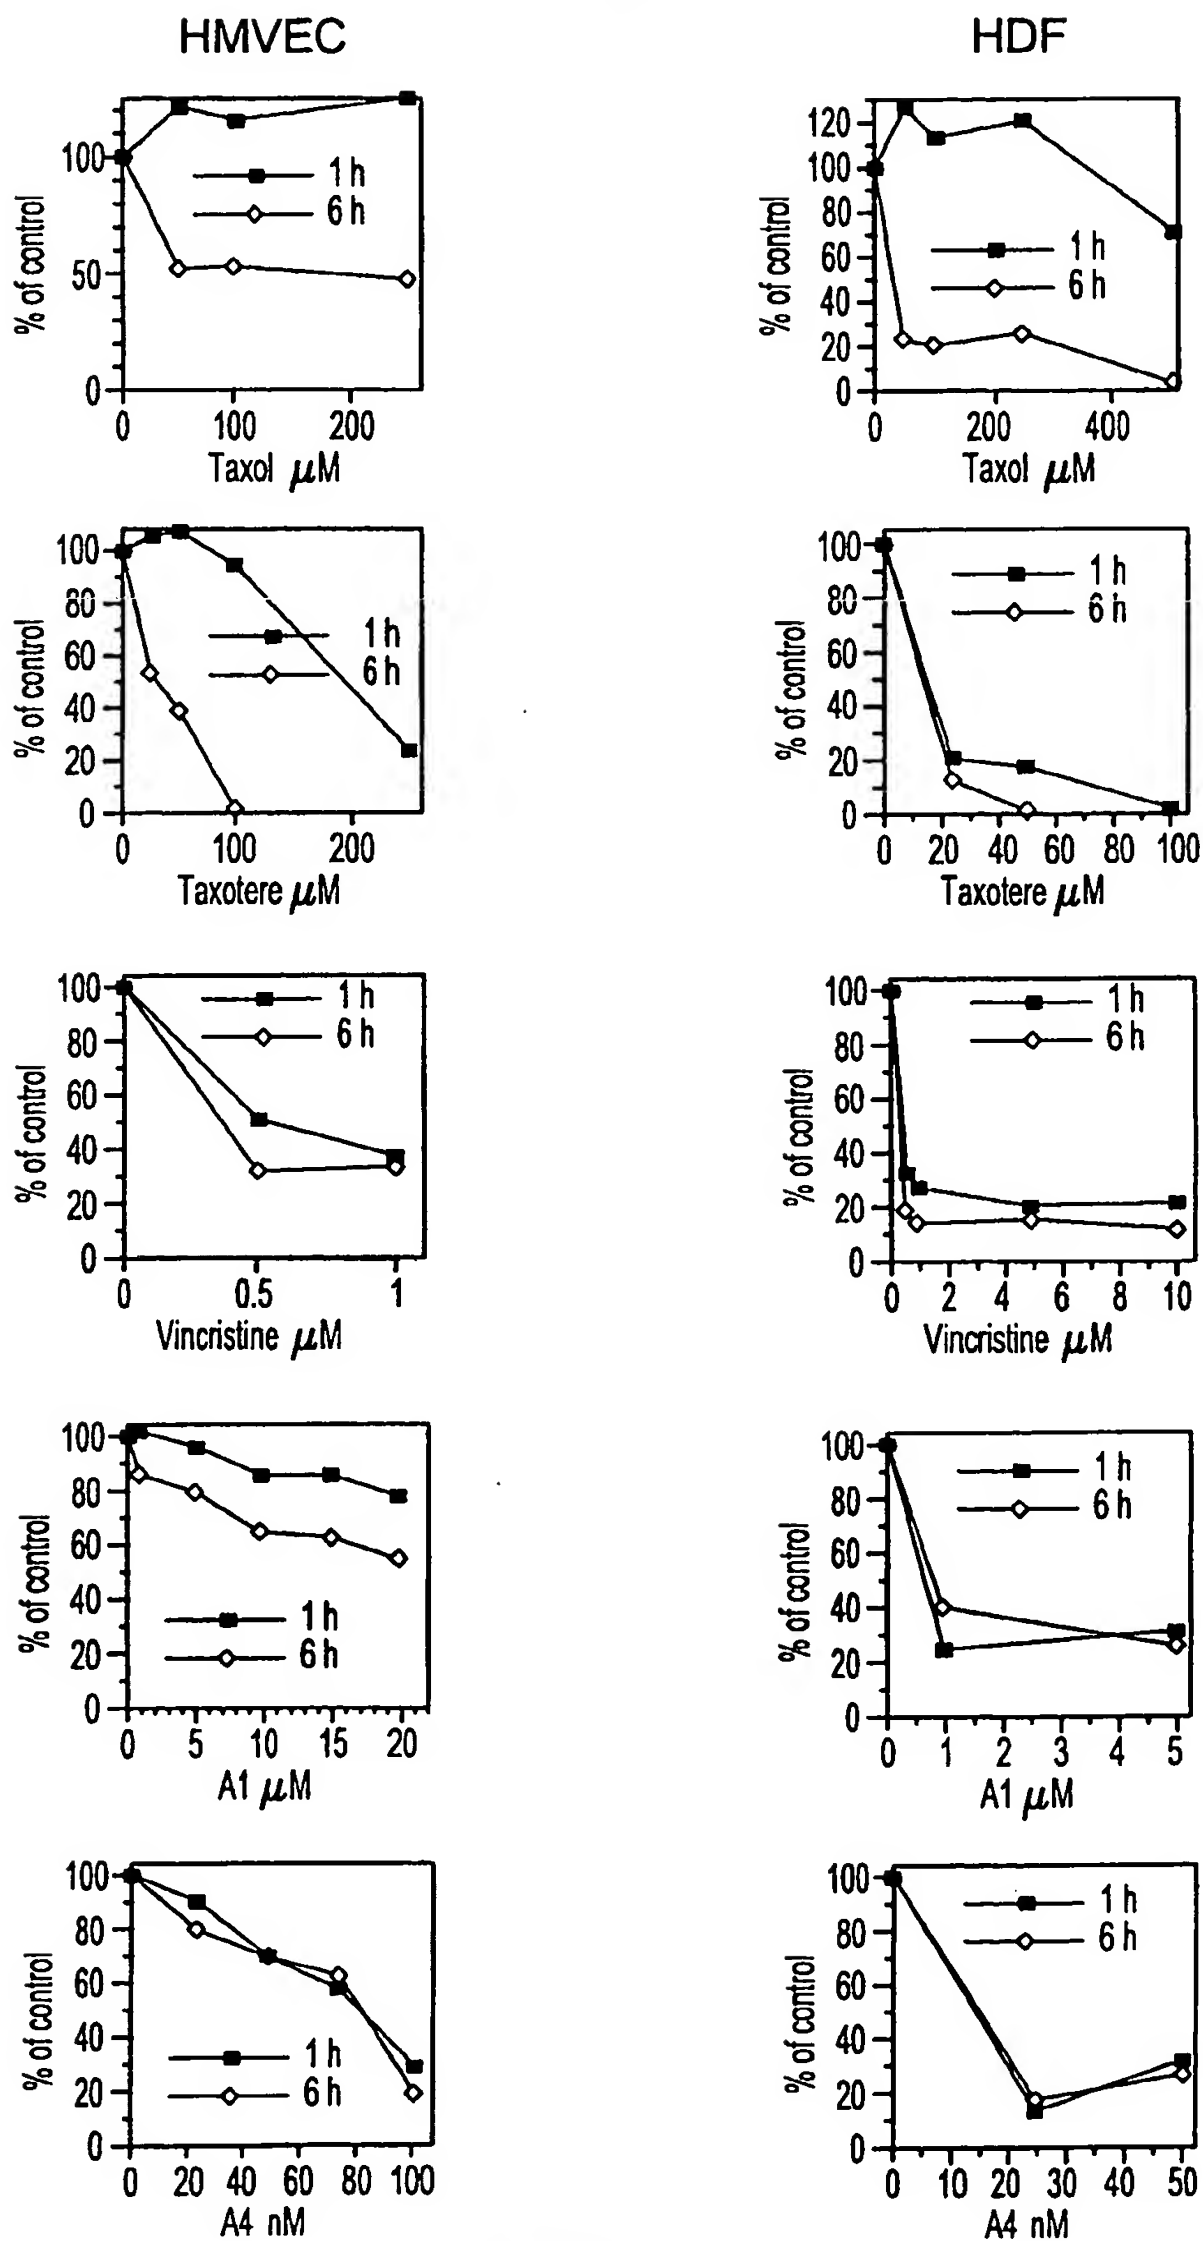 HMVEC
HDF
% of control
100
50
0
1 h
6 h
0 100 200
Taxol μM
% of control
120
100
80
60
40
20
0
1 h
6 h
0 200 400
Taxol μM
% of control
100
80
60
40
20
0
1 h
6 h
0 100 200
Taxotere μM
% of control
100
80
60
40
20
0
1 h
6 h
0 20 40 60 80 100
Taxotere μM
% of control
100
80
60
40
20
0
1 h
6 h
0 0.5 1
Vincristine μM
% of control
100
80
60
40
20
0
1 h
6 h
0 2 4 6 8 10
Vincristine μM
% of control
100
80
60
40
20
0
1 h
6 h
0 5 10 15 20
A1 μM
% of control
100
80
60
40
20
0
1 h
6 h
0 1 2 3 4 5
A1 μM
% of control
100
80
60
40
20
0
1 h
6 h
0 20 40 60 80 100
A4 nM
% of control
100
80
60
40
20
0
1 h
6 h
0 10 20 30 40 50
A4 nM